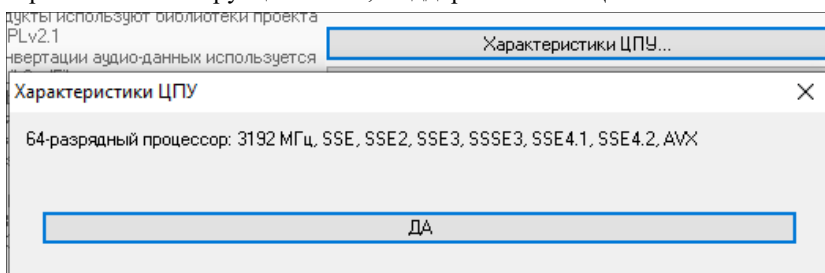 дукты используют библиотеки проекта
PLv2.1
Характеристики ЦПУ...
нвертации аудио-данных используется
Характеристики ЦПУ
64-разрядный процессор: 3192 МГц, SSE, SSE2, SSE3, SSSE3, SSE4.1, SSE4.2, AVX
ДА